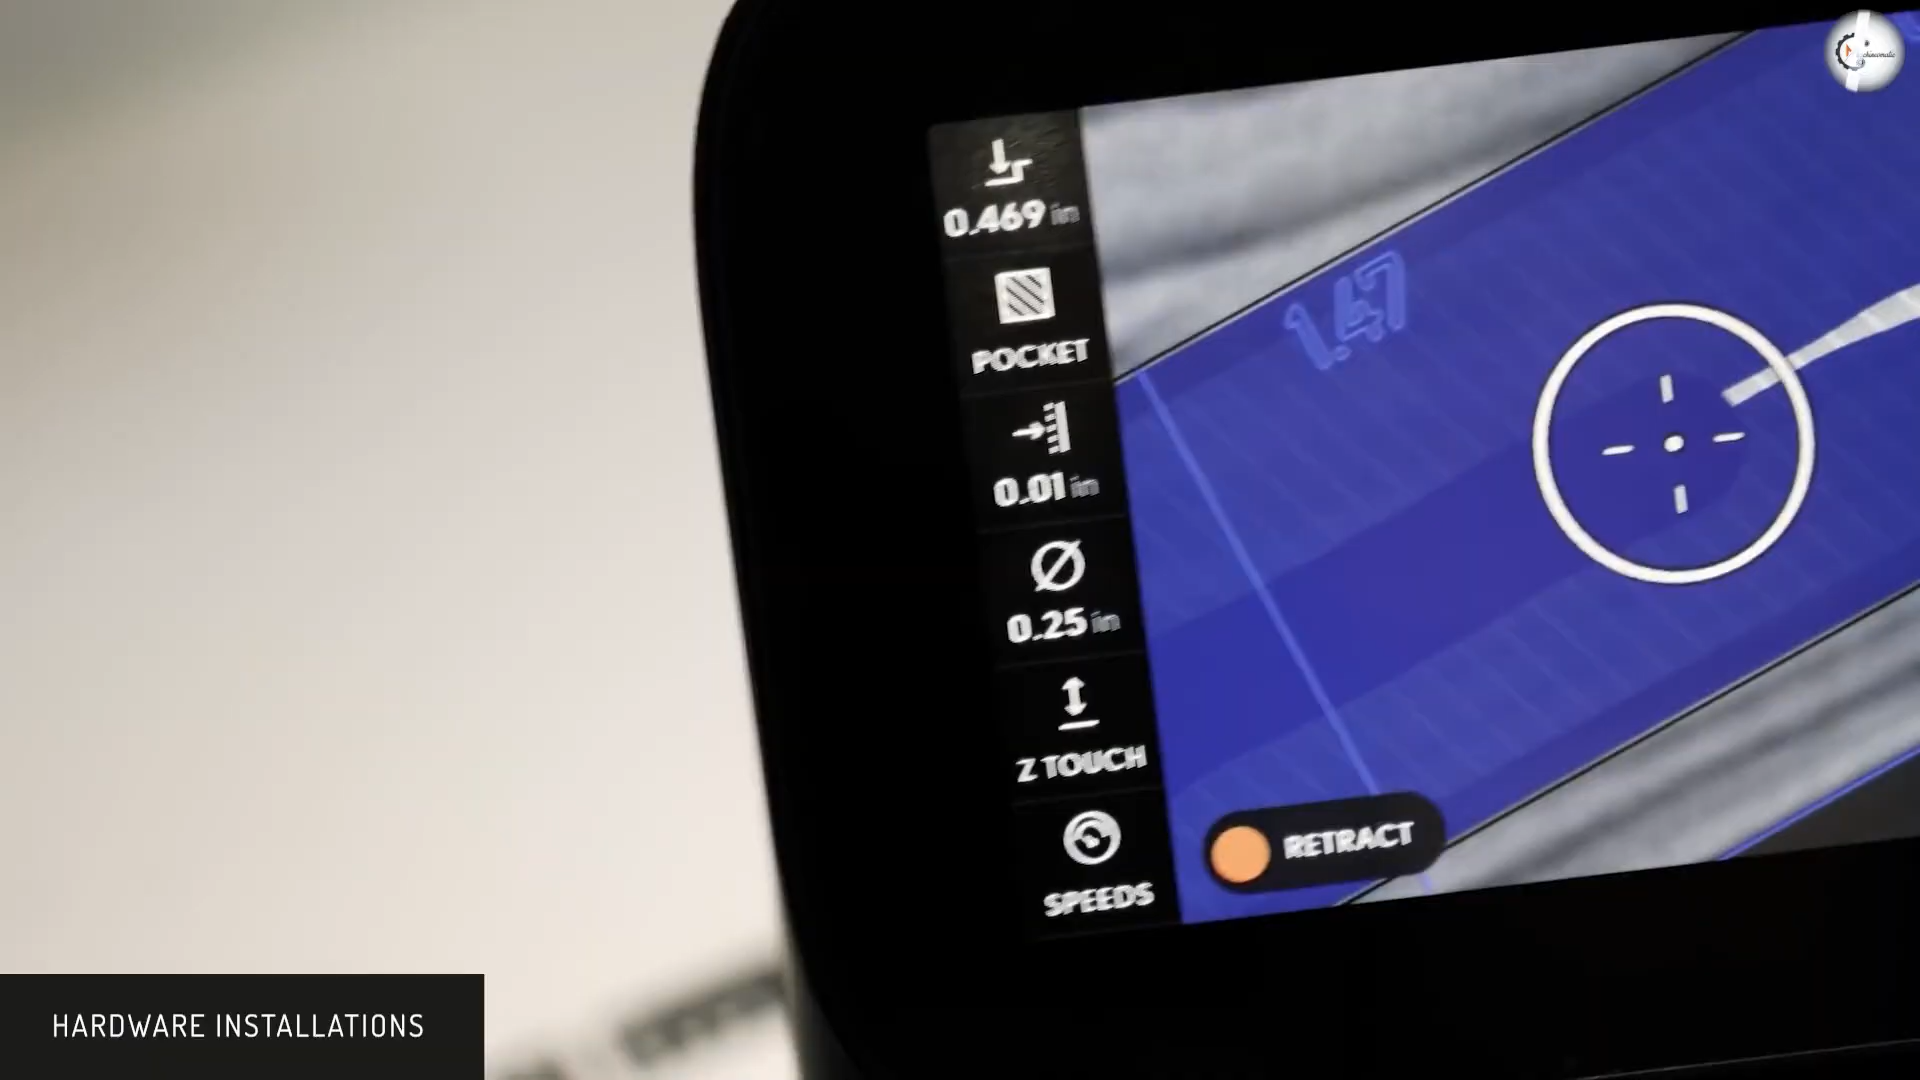 0.469 in
POCKET
1.47
0.01 in
0.25 in
Z TOUCH
RETRACT
SPEEDS
HARDWARE INSTALLATIONS